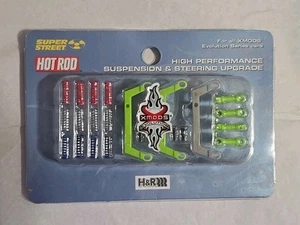 SUPER STREET
For all XMODS
Evolution Series cars
HOT ROD
HIGH PERFORMANCE
SUSPENSION & STEERING UPGRADE
XMODS
H&R